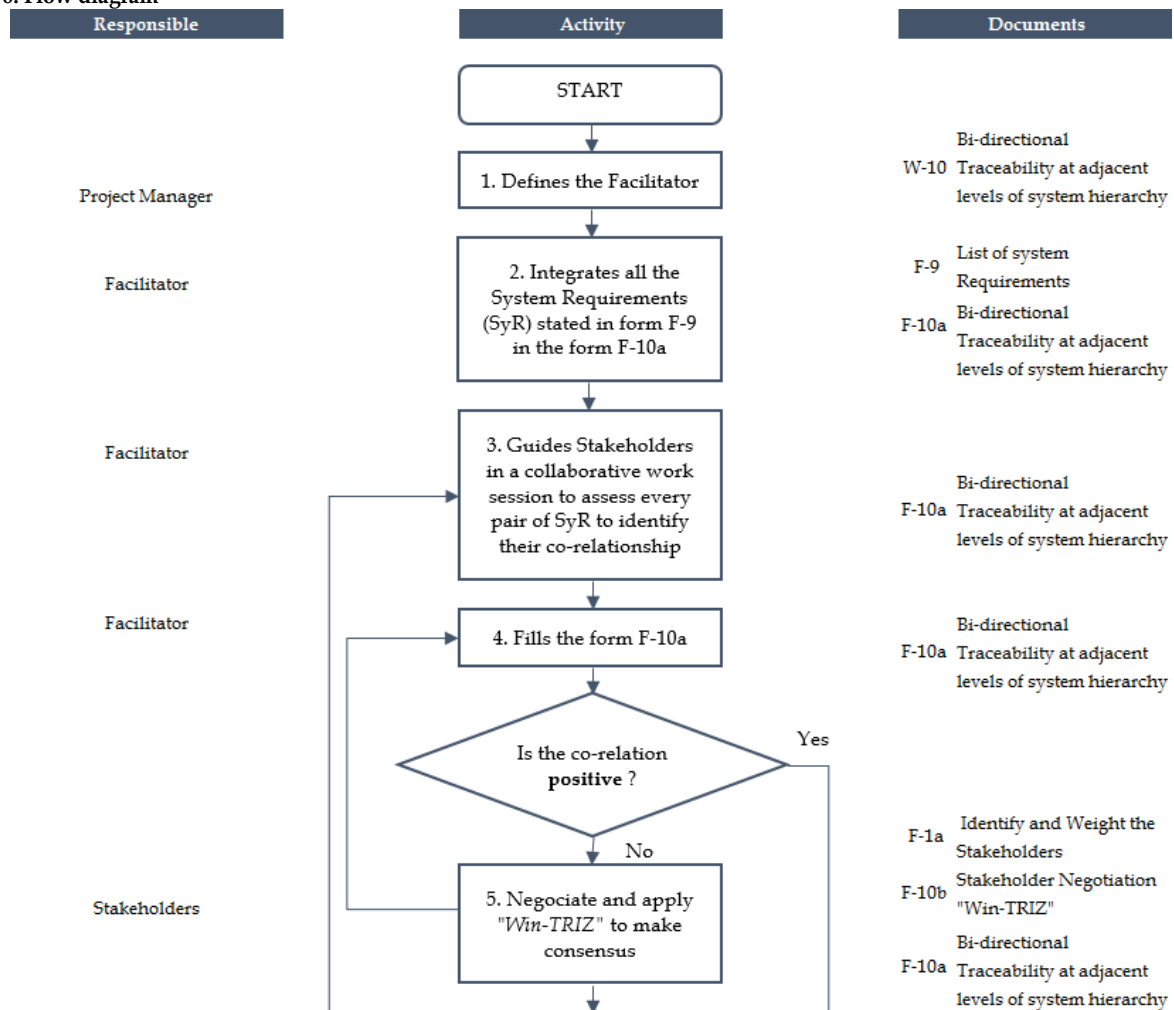 6. Flow diagram
Responsible
Activity
Documents
START
Project Manager
1. Defines the Facilitator
Bi-directional
W-10 Traceability at adjacent
levels of system hierarchy
Facilitator
2. Integrates all the
System Requirements
(SyR) stated in form F-9
in the form F-10a
F-9 List of system
Requirements
Bi-directional
F-10a Traceability at adjacent
levels of system hierarchy
Facilitator
3. Guides Stakeholders
in a collaborative work
session to assess every
pair of SyR to identify
their co-relationship
Bi-directional
F-10a Traceability at adjacent
levels of system hierarchy
Facilitator
4. Fills the form F-10a
Bi-directional
F-10a Traceability at adjacent
levels of system hierarchy
Is the co-relation
positive ?
Yes
No
Stakeholders
5. Negociate and apply
"Win-TRIZ" to make
consensus
F-1a Identify and Weight the
Stakeholders
F-10b Stakeholder Negotiation
"Win-TRIZ"
Bi-directional
F-10a Traceability at adjacent
levels of system hierarchy